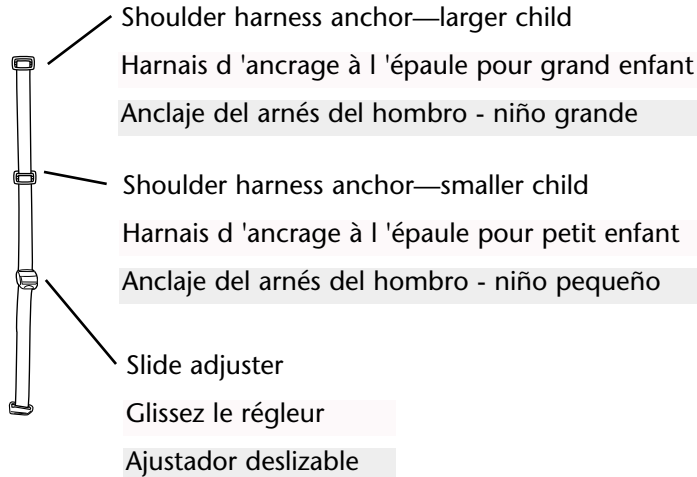 Shoulder harness anchor—larger child
Harnais d 'ancrage à l 'épaule pour grand enfant
Anclaje del arnés del hombro - niño grande
Shoulder harness anchor—smaller child
Harnais d 'ancrage à l 'épaule pour petit enfant
Anclaje del arnés del hombro - niño pequeño
Slide adjuster
Glissez le régleur
Ajustador deslizable